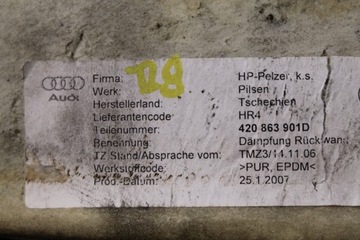 Firma: HP-Pelzer, k.s.
Werk: Pilsen
Herstellerland: Tschechien
Lieferantencode HR4
Teilenummer: 420 863 901D
Benennung: Dämpfung Rückwand
TZ Stand/Absprache vom: TMZ3/14.11.06
Werkstoffcode: >PUR, EPDM<
Prod.-Datum: 25.1.2007
Audi